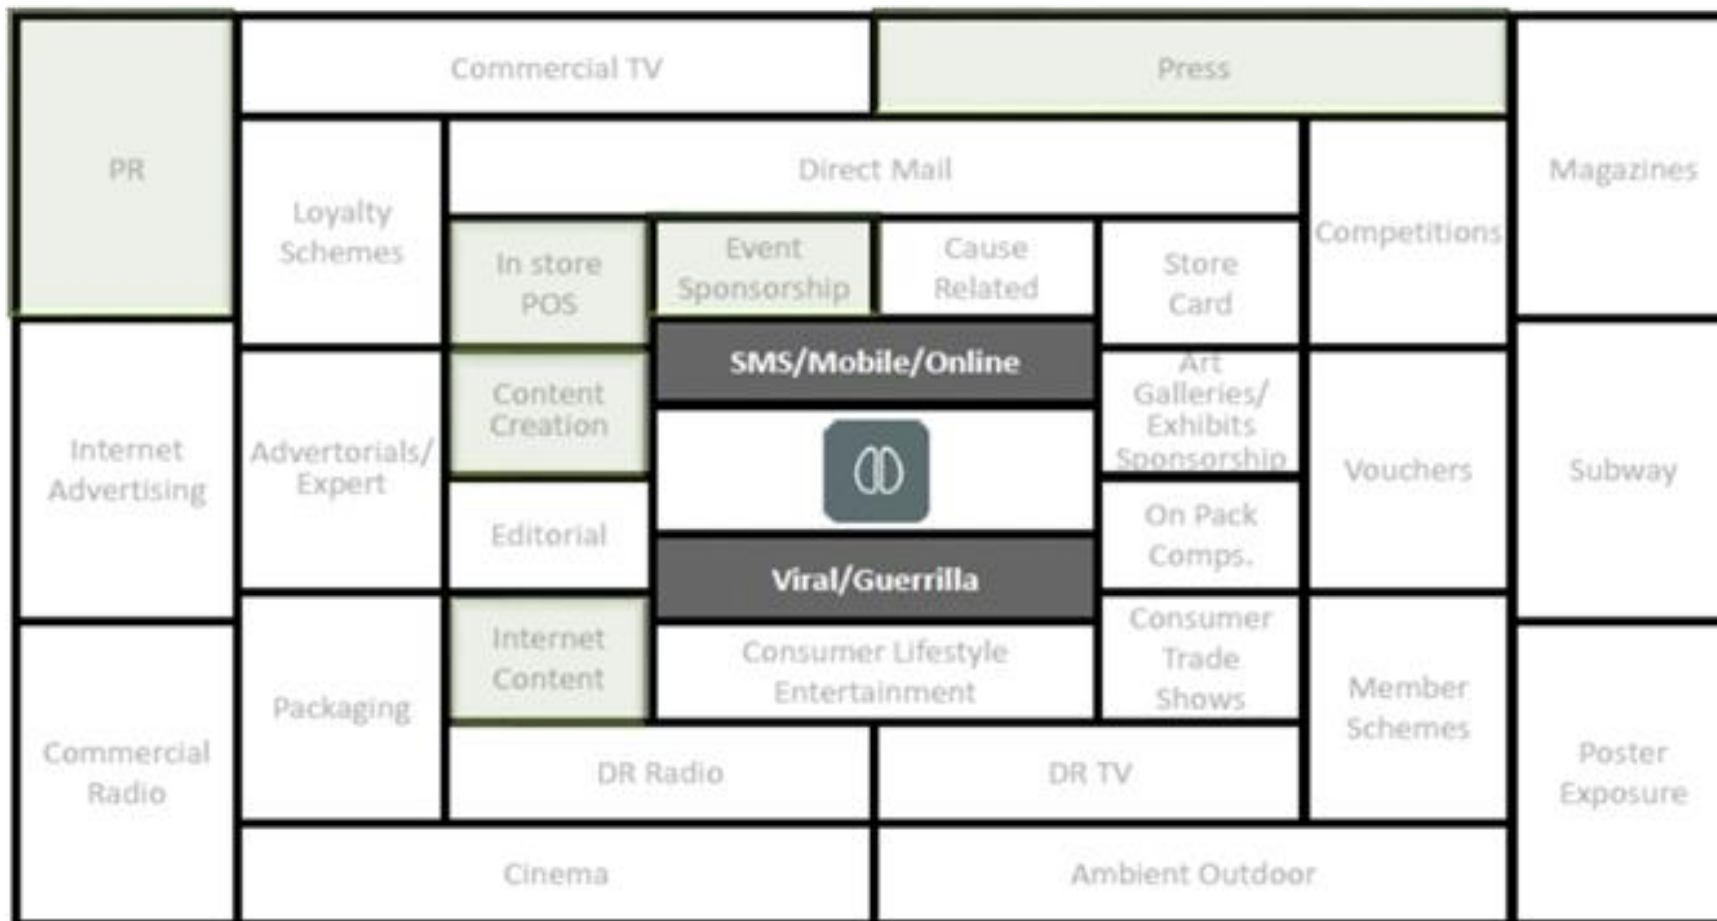 Commercial TV
Press
PR
Magazines
Direct Mail
Loyalty
Schemes
Competitions
In store
POS
Event
Sponsorship
Cause
Related
Store
Card
SMS/Mobile/Online
Content
Creation
Art
Galleries/
Exhibits
Sponsorship
Internet
Advertising
Advertorials/
Expert
Vouchers
Subway
Editorial
On Pack
Comps.
Viral/Guerrilla
Internet
Content
Consumer Lifestyle
Entertainment
Consumer
Trade
Shows
Packaging
Member
Schemes
Commercial
Radio
DR Radio
DR TV
Poster
Exposure
Cinema
Ambient Outdoor